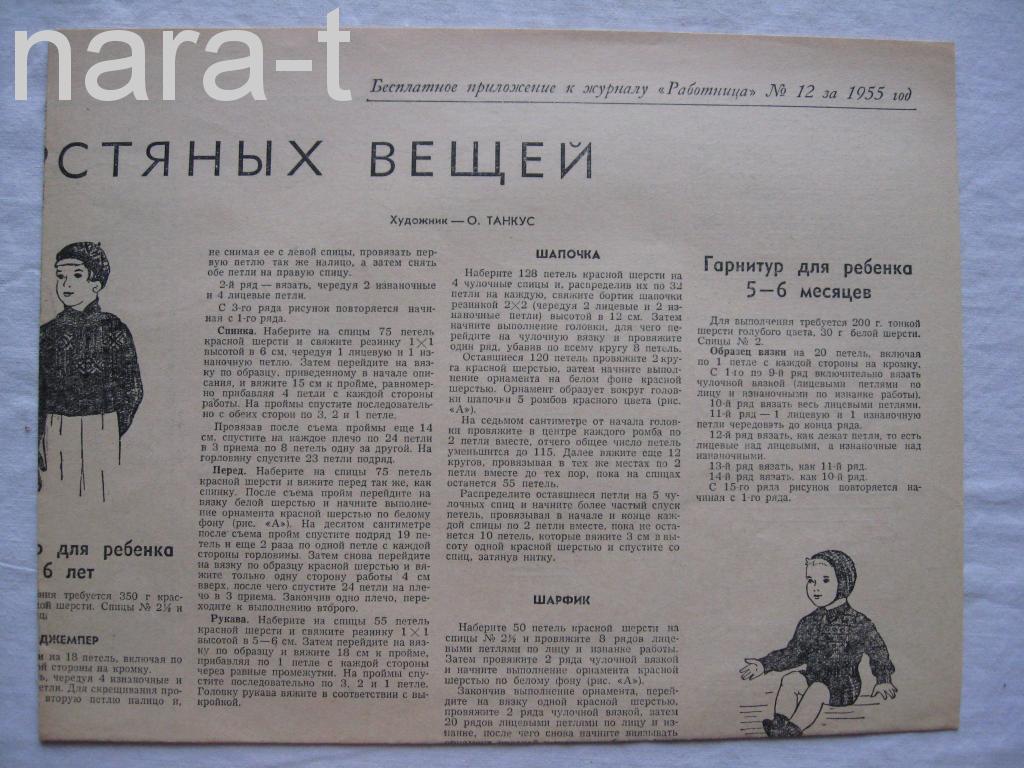 nara-t
Бесплатное приложение к журналу «Работница» № 12 за 1955 год
СТЯНЫХ ВЕЩЕЙ
Художник — О. ТАНКУС
для ребенка
6 лет
требуется 350 г крас-
шерсти. Спицы № 2½ и
ДЖЕМПЕР
из 18 петель, включая по
стороны на кромку.
чередуя 4 изнаночные и
Для скрещивания про-
вторую петлю налицо и,
не снимая ее с левой спицы, провязать пер-
вую петлю так же налицо, а затем снять
обе петли на правую спицу.
2-й ряд — вязать, чередуя 2 изнаночные
и 4 лицевые петли.
С 3-го ряда рисунок повторяется начи-
ная с 1-го ряда.
Спинка. Наберите на спицы 75 петель
красной шерсти и свяжите резинку 1×1
высотой в 6 см, чередуя 1 лицевую и 1 из-
наночную петлю. Затем перейдите на вяз-
ку по образцу, приведенному в начале опи-
сания, и вяжите 15 см к пройме, равномер-
но прибавляя 4 петли с каждой стороны
работы. На проймы спустите последователь-
но с обеих сторон по 3, 2 и 1 петле.
Провязав после съема проймы еще 14
см, спустите на каждое плечо по 24 петли
в 3 приема по 8 петель одну за другой. На
горловину спустите 23 петли подряд.
Перед. Наберите на спицы 75 петель
красной шерсти и вяжите перед так же, как
спинку. После съема пройм перейдите на
вязку белой шерстью и начните выполне-
ние орнамента красной шерстью по белому
фону (рис. «А»). На десятом сантиметре
после съема пройм спустите подряд 19 пе-
тель и еще 2 раза по одной петле с каждой
стороны горловины. Затем снова перейдите
на вязку по образцу красной шерстью и вя-
жите только одну сторону работы 4 см
вверх, после чего спустите 24 петли на пле-
чо в 3 приема. Закончив одно плечо, пере-
ходите к выполнению второго.
Рукава. Наберите на спицы 55 петель
красной шерсти и свяжите резинку 1×1
высотой в 5—6 см. Затем перейдите на вяз-
ку по образцу и вяжите 18 см к пройме,
прибавляя по 1 петле с каждой стороны
через равные промежутки. На проймы спу-
стите последовательно по 3, 2 и 1 петле.
Головку рукава вяжите в соответствии с вы-
кройкой.
ШАПОЧКА
Наберите 128 петель красной шерсти на
4 чулочные спицы и, распределив их по 32
петли на каждую, свяжите бортик шапочки
резинкой 2×2 (чередуя 2 лицевые и 2 из-
наночные петли) высотой в 12 см. Затем
начните выполнение головки, для чего пе-
рейдите на чулочную вязку и провяжите
один ряд, убавив по всему кругу 8 петель.
Оставшиеся 120 петель провяжите 2 кру-
га красной шерстью, затем начните выпол-
нение орнамента на белом фоне красной
шерстью. Орнамент образует вокруг голов-
ки шапочки 5 ромбов красного цвета (рис.
«А»).
На седьмом сантиметре от начала голов-
ки провяжите в центре каждого ромба по
2 петли вместе, отчего общее число петель
уменьшится до 115. Далее вяжите еще 12
кругов, провязывая в тех же местах по 2
петли вместе до тех пор, пока на спицах
останется 55 петель.
Распределите оставшиеся петли на 5 чу-
лочных спиц и начните более частый спуск
петель, провязывая в начале и конце каж-
дой спицы по 2 петли вместе, пока не оста-
нется 10 петель, которые вяжите 3 см в вы-
соту одной красной шерстью и спустите со
спиц, затянув нитку.
ШАРФИК
Наберите 50 петель красной шерсти на
спицы № 2½ и провяжите 8 рядов лице-
выми петлями по лицу и изнанке работы.
Затем провяжите 2 ряда чулочной вязкой
и начните выполнение орнамента красной
шерстью по белому фону (рис. «А»).
Закончив выполнение орнамента, перей-
дите на вязку одной красной шерстью,
провяжите 2 ряда чулочной вязкой, затем
20 рядов лицевыми петлями по лицу и из-
нанке, после чего снова начните ввязывать
Гарнитур для ребенка
5—6 месяцев
Для выполнения требуется 200 г. тонкой
шерсти голубого цвета, 30 г белой шерсти.
Спицы № 2.
Образец вязки на 20 петель, включая
по 1 петле с каждой стороны на кромку.
С 1-го по 9-й ряд включительно вязать
чулочной вязкой (лицевыми петлями по
лицу и изнаночными по изнанке работы).
10-й ряд вязать весь лицевыми петлями.
11-й ряд — 1 лицевую и 1 изнаночную
петли чередовать до конца ряда.
12-й ряд вязать, как лежат петли, то есть
лицевые над лицевыми, а изнаночные над
изнаночными.
13-й ряд вязать, как 11-й ряд.
14-й ряд вязать, как 10-й ряд.
С 15-го ряда рисунок повторяется на-
чиная с 1-го ряда.